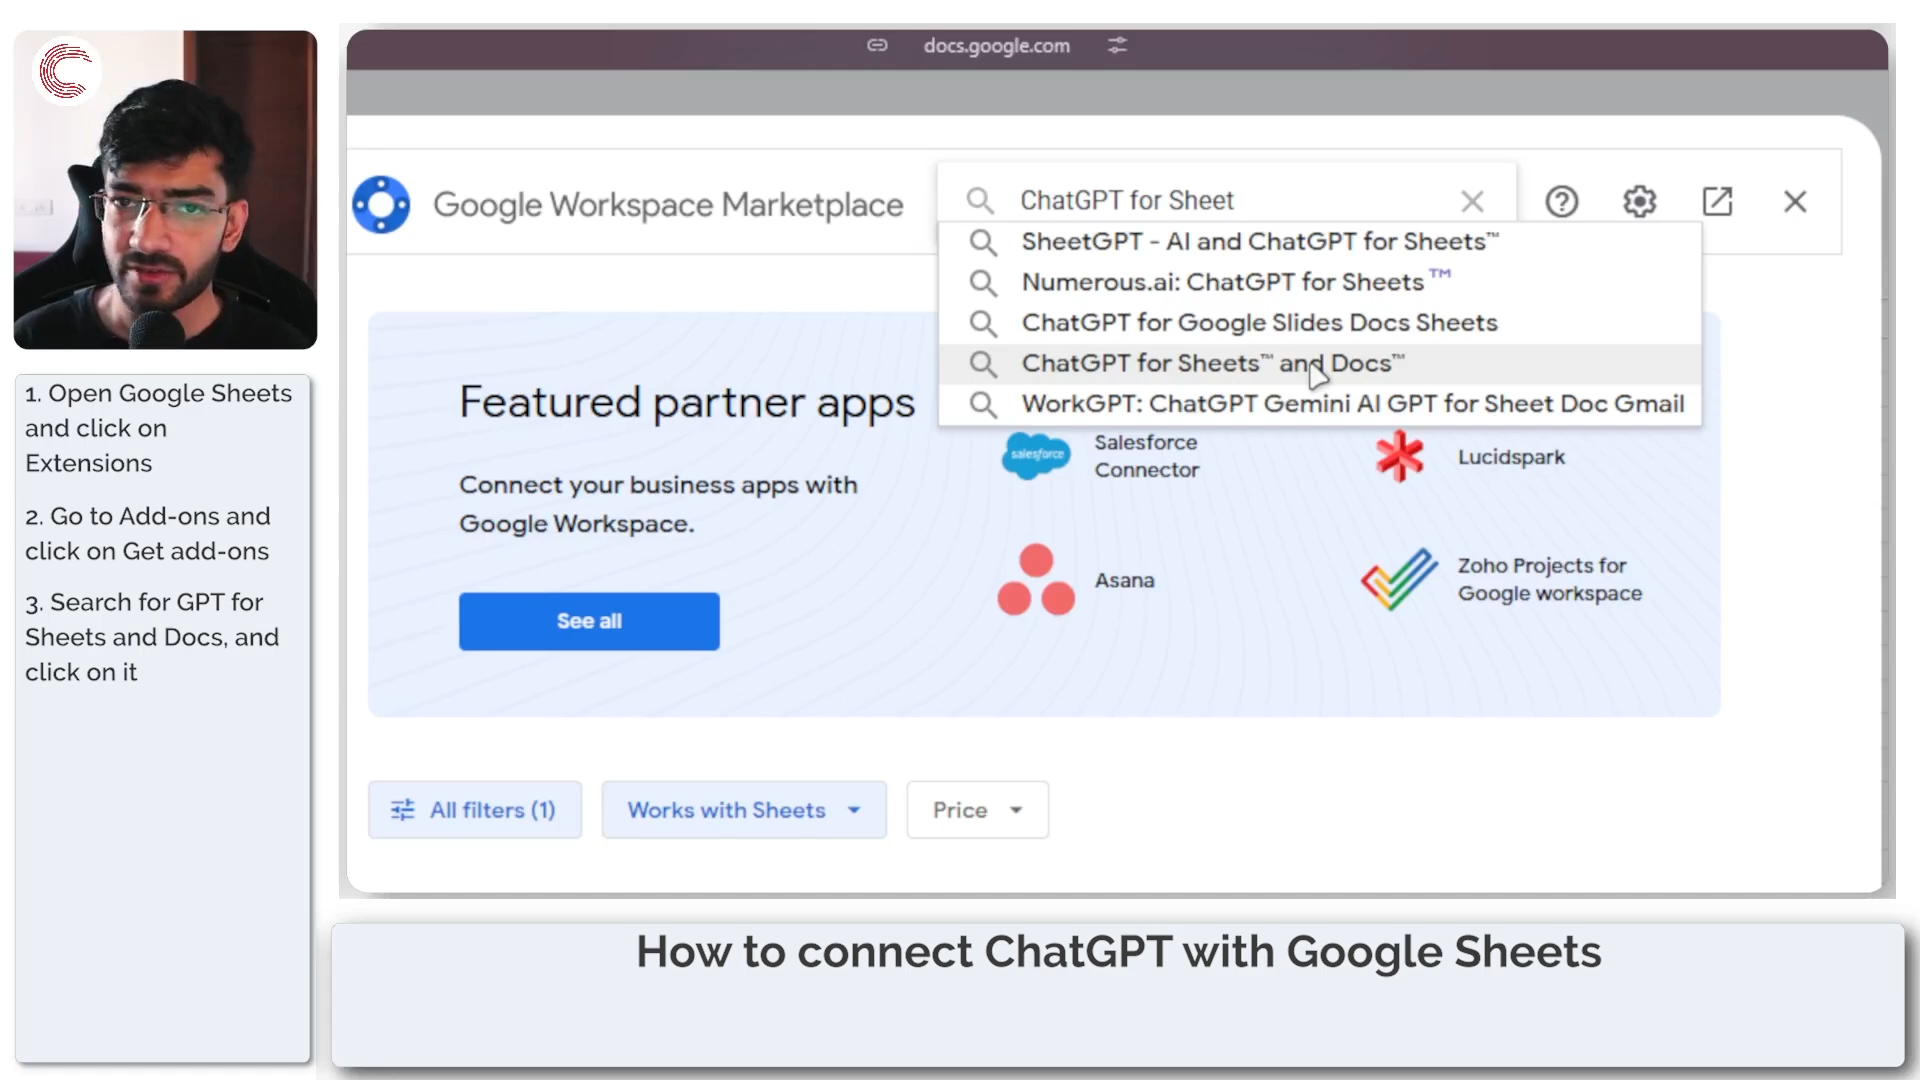 1. Open Google Sheets
and click on
Extensions
2. Go to Add-ons and
click on Get add-ons
3. Search for GPT for
Sheets and Docs, and
click on it
docs.google.com
Google Workspace Marketplace
ChatGPT for Sheet
SheetGPT - AI and ChatGPT for Sheets™
Numerous.ai: ChatGPT for Sheets™
ChatGPT for Google Slides Docs Sheets
ChatGPT for Sheets™ and Docs™
WorkGPT: ChatGPT Gemini AI GPT for Sheet Doc Gmail
Featured partner apps
Connect your business apps with
Google Workspace.
See all
salesforce
Salesforce
Connector
Lucidspark
Asana
Zoho Projects for
Google workspace
All filters (1)
Works with Sheets
Price
How to connect ChatGPT with Google Sheets